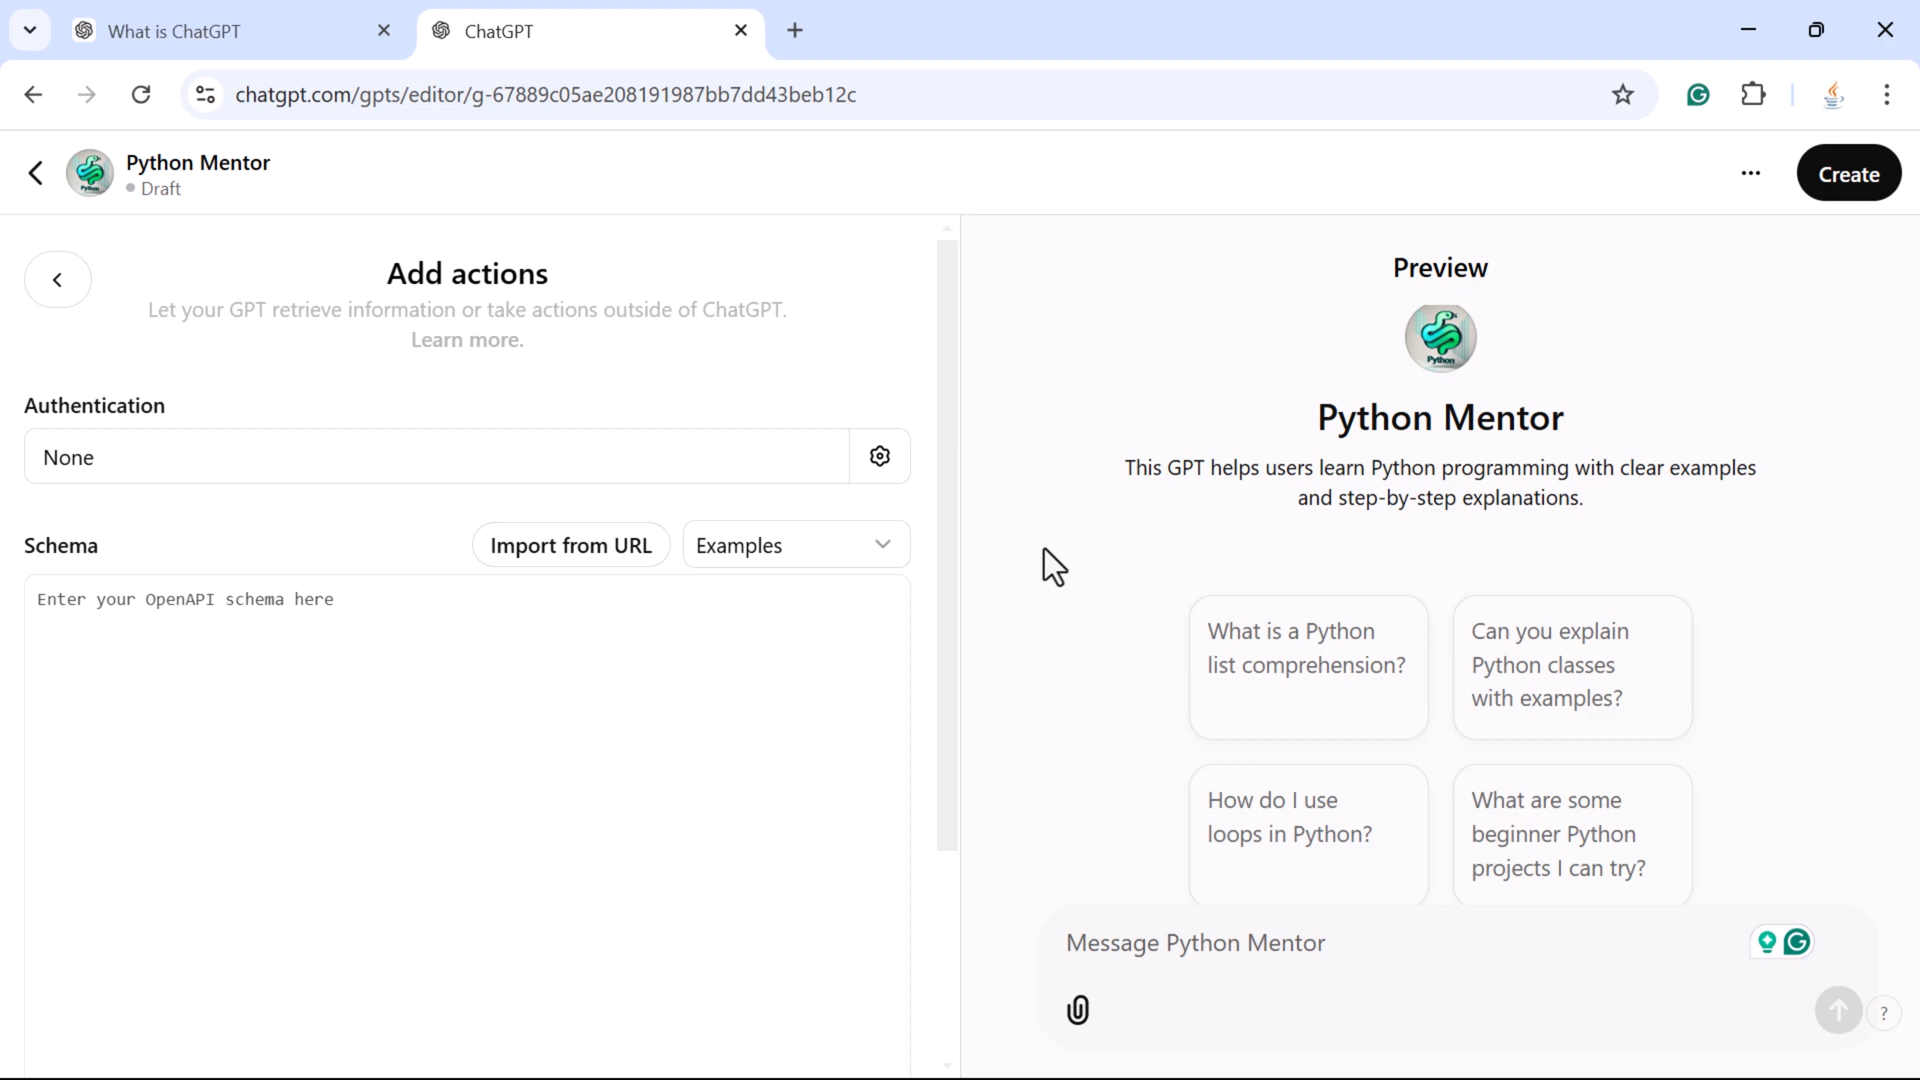 What is ChatGPT
ChatGPT
chatgpt.com/gpts/editor/g-67889c05ae208191987bb7dd43beb12c
Python Mentor
Draft
Create
Add actions
Let your GPT retrieve information or take actions outside of ChatGPT.
Learn more.
Authentication
None
Schema
Import from URL
Examples
Enter your OpenAPI schema here
Preview
Python
Python Mentor
This GPT helps users learn Python programming with clear examples
and step-by-step explanations.
What is a Python
list comprehension?
Can you explain
Python classes
with examples?
How do I use
loops in Python?
What are some
beginner Python
projects I can try?
Message Python Mentor
?